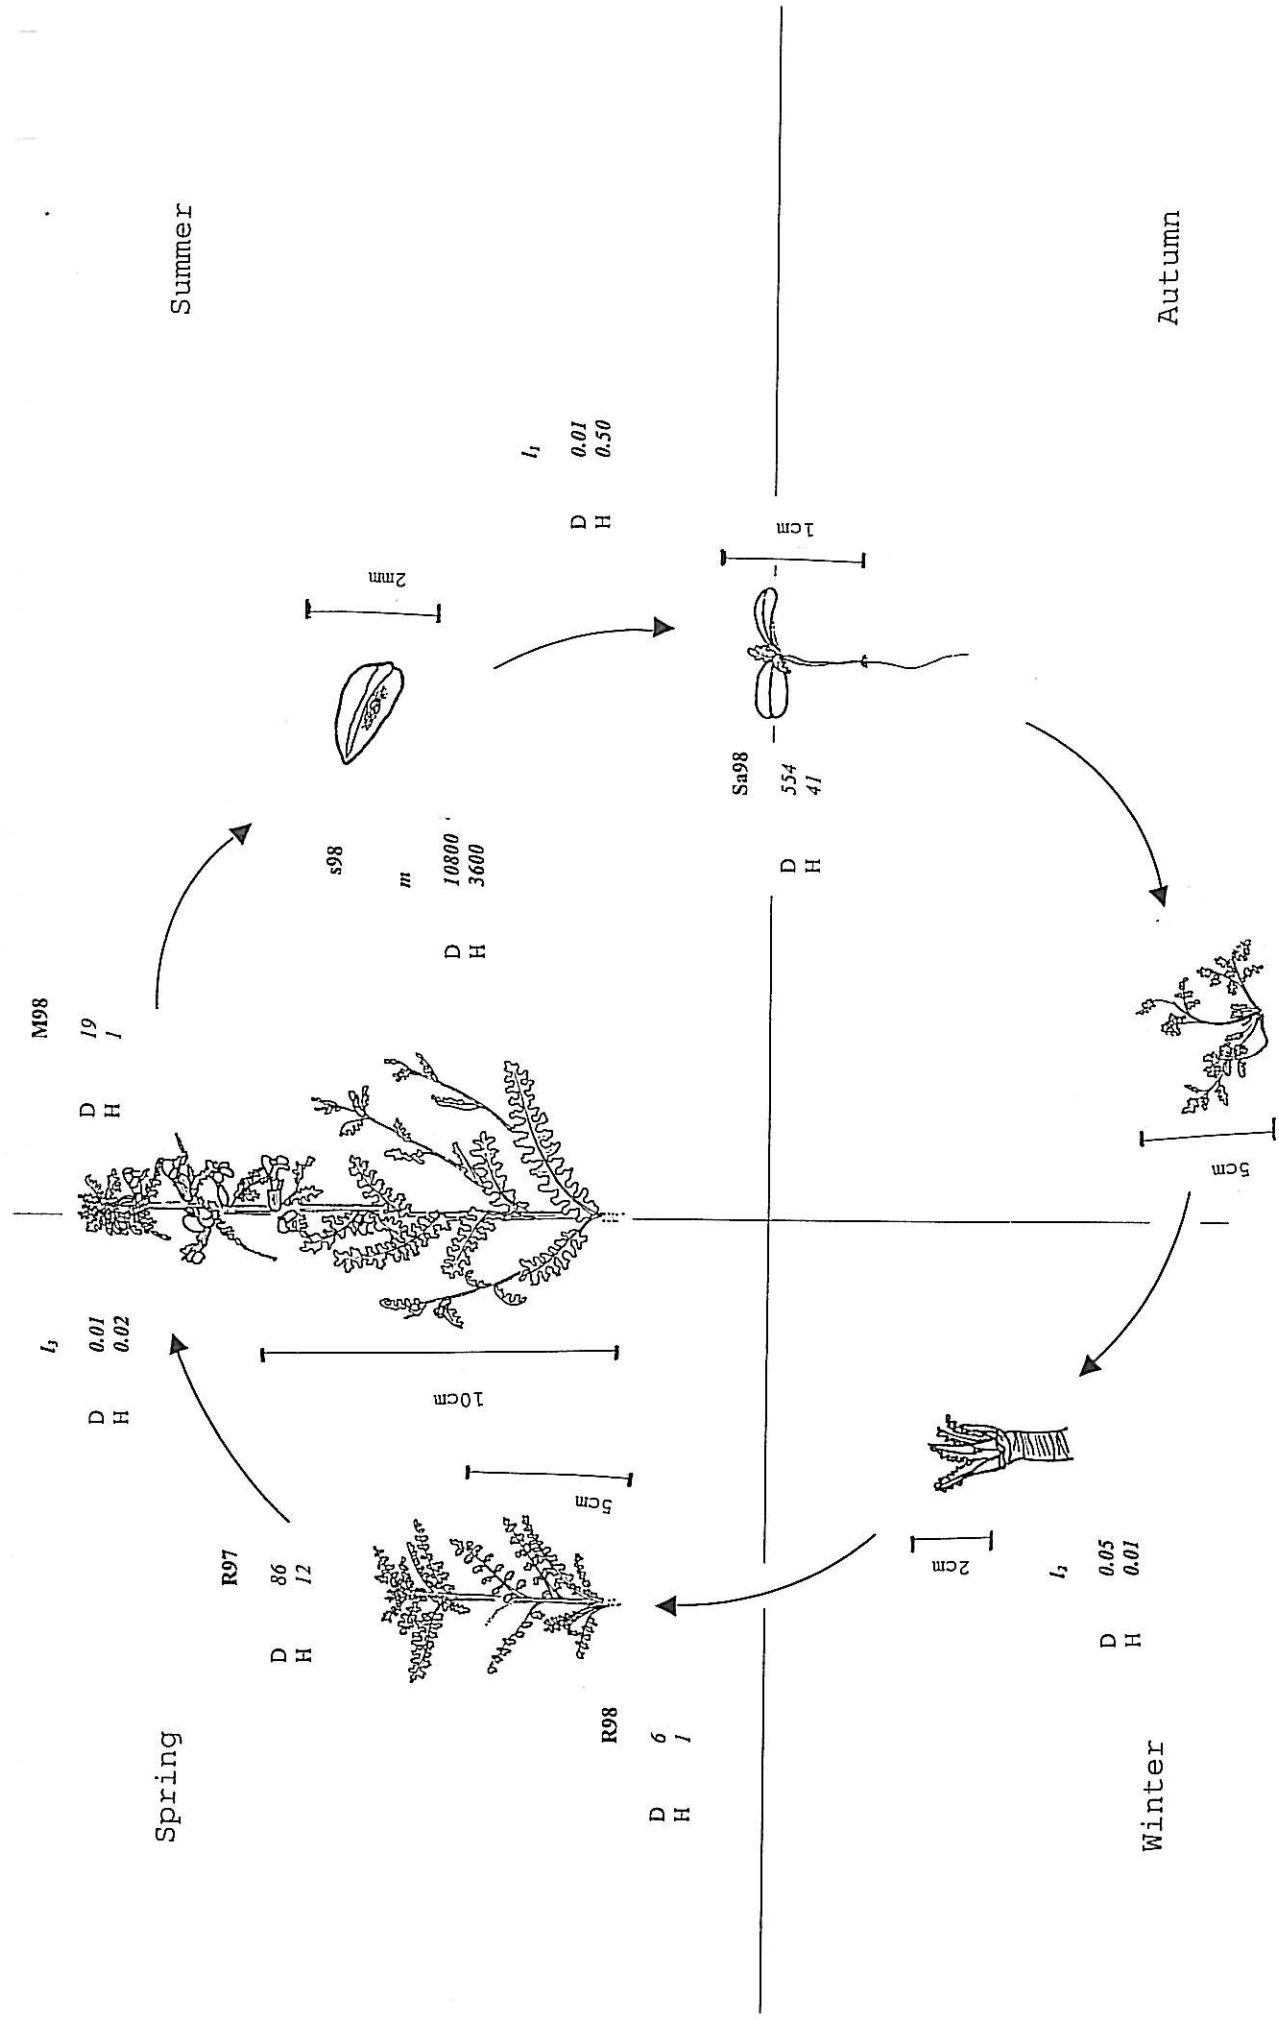 M98
D 19
H 1
l₃
D 0.01
H 0.02
Spring
Summer
R97
D 86
H 12
s98
m
D 10800
H 3600
2mm
10cm
5cm
l₁
D 0.01
H 0.50
R98
D 6
H 1
Sa98
D 554
H 41
1cm
2cm
l₂
D 0.05
H 0.01
5cm
Winter
Autumn